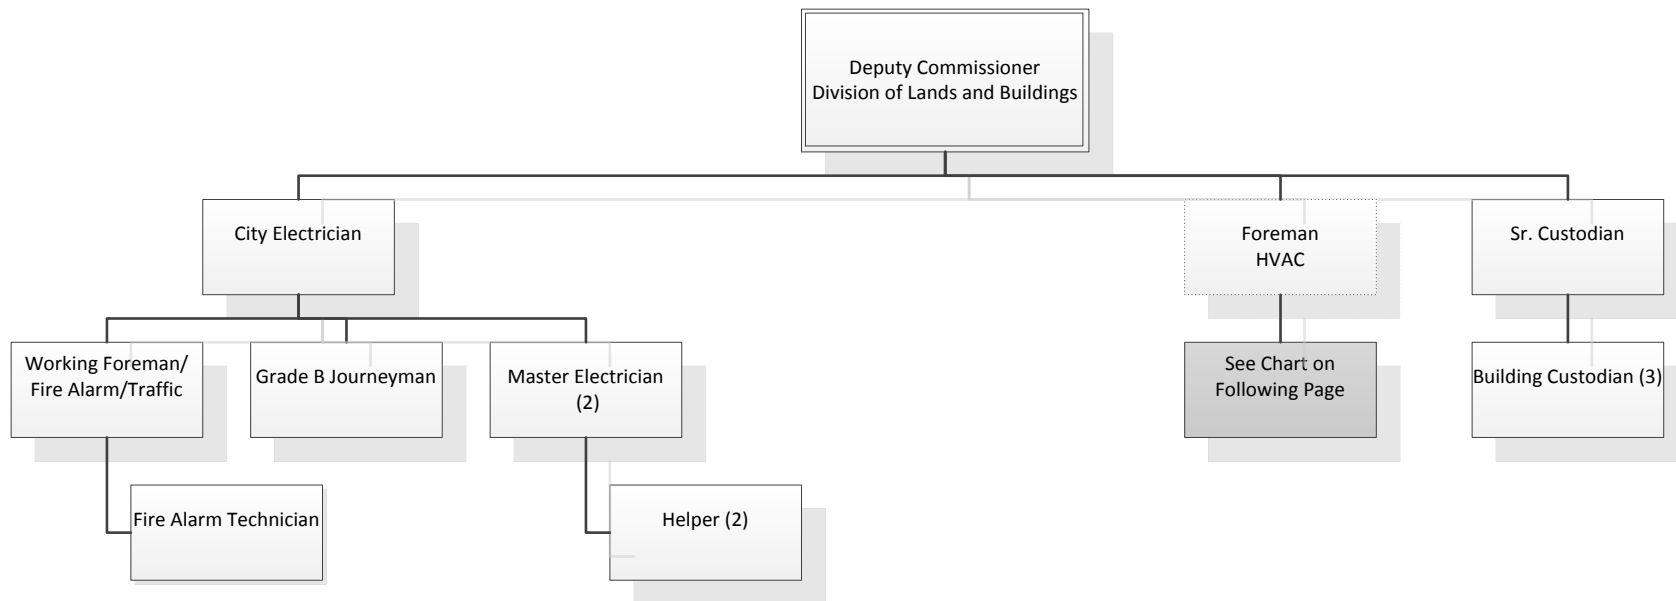 Deputy Commissioner
Division of Lands and Buildings
City Electrician
Foreman
HVAC
Sr. Custodian
Working Foreman/
Fire Alarm/Traffic
Grade B Journeyman
Master Electrician
(2)
See Chart on
Following Page
Building Custodian (3)
Fire Alarm Technician
Helper (2)